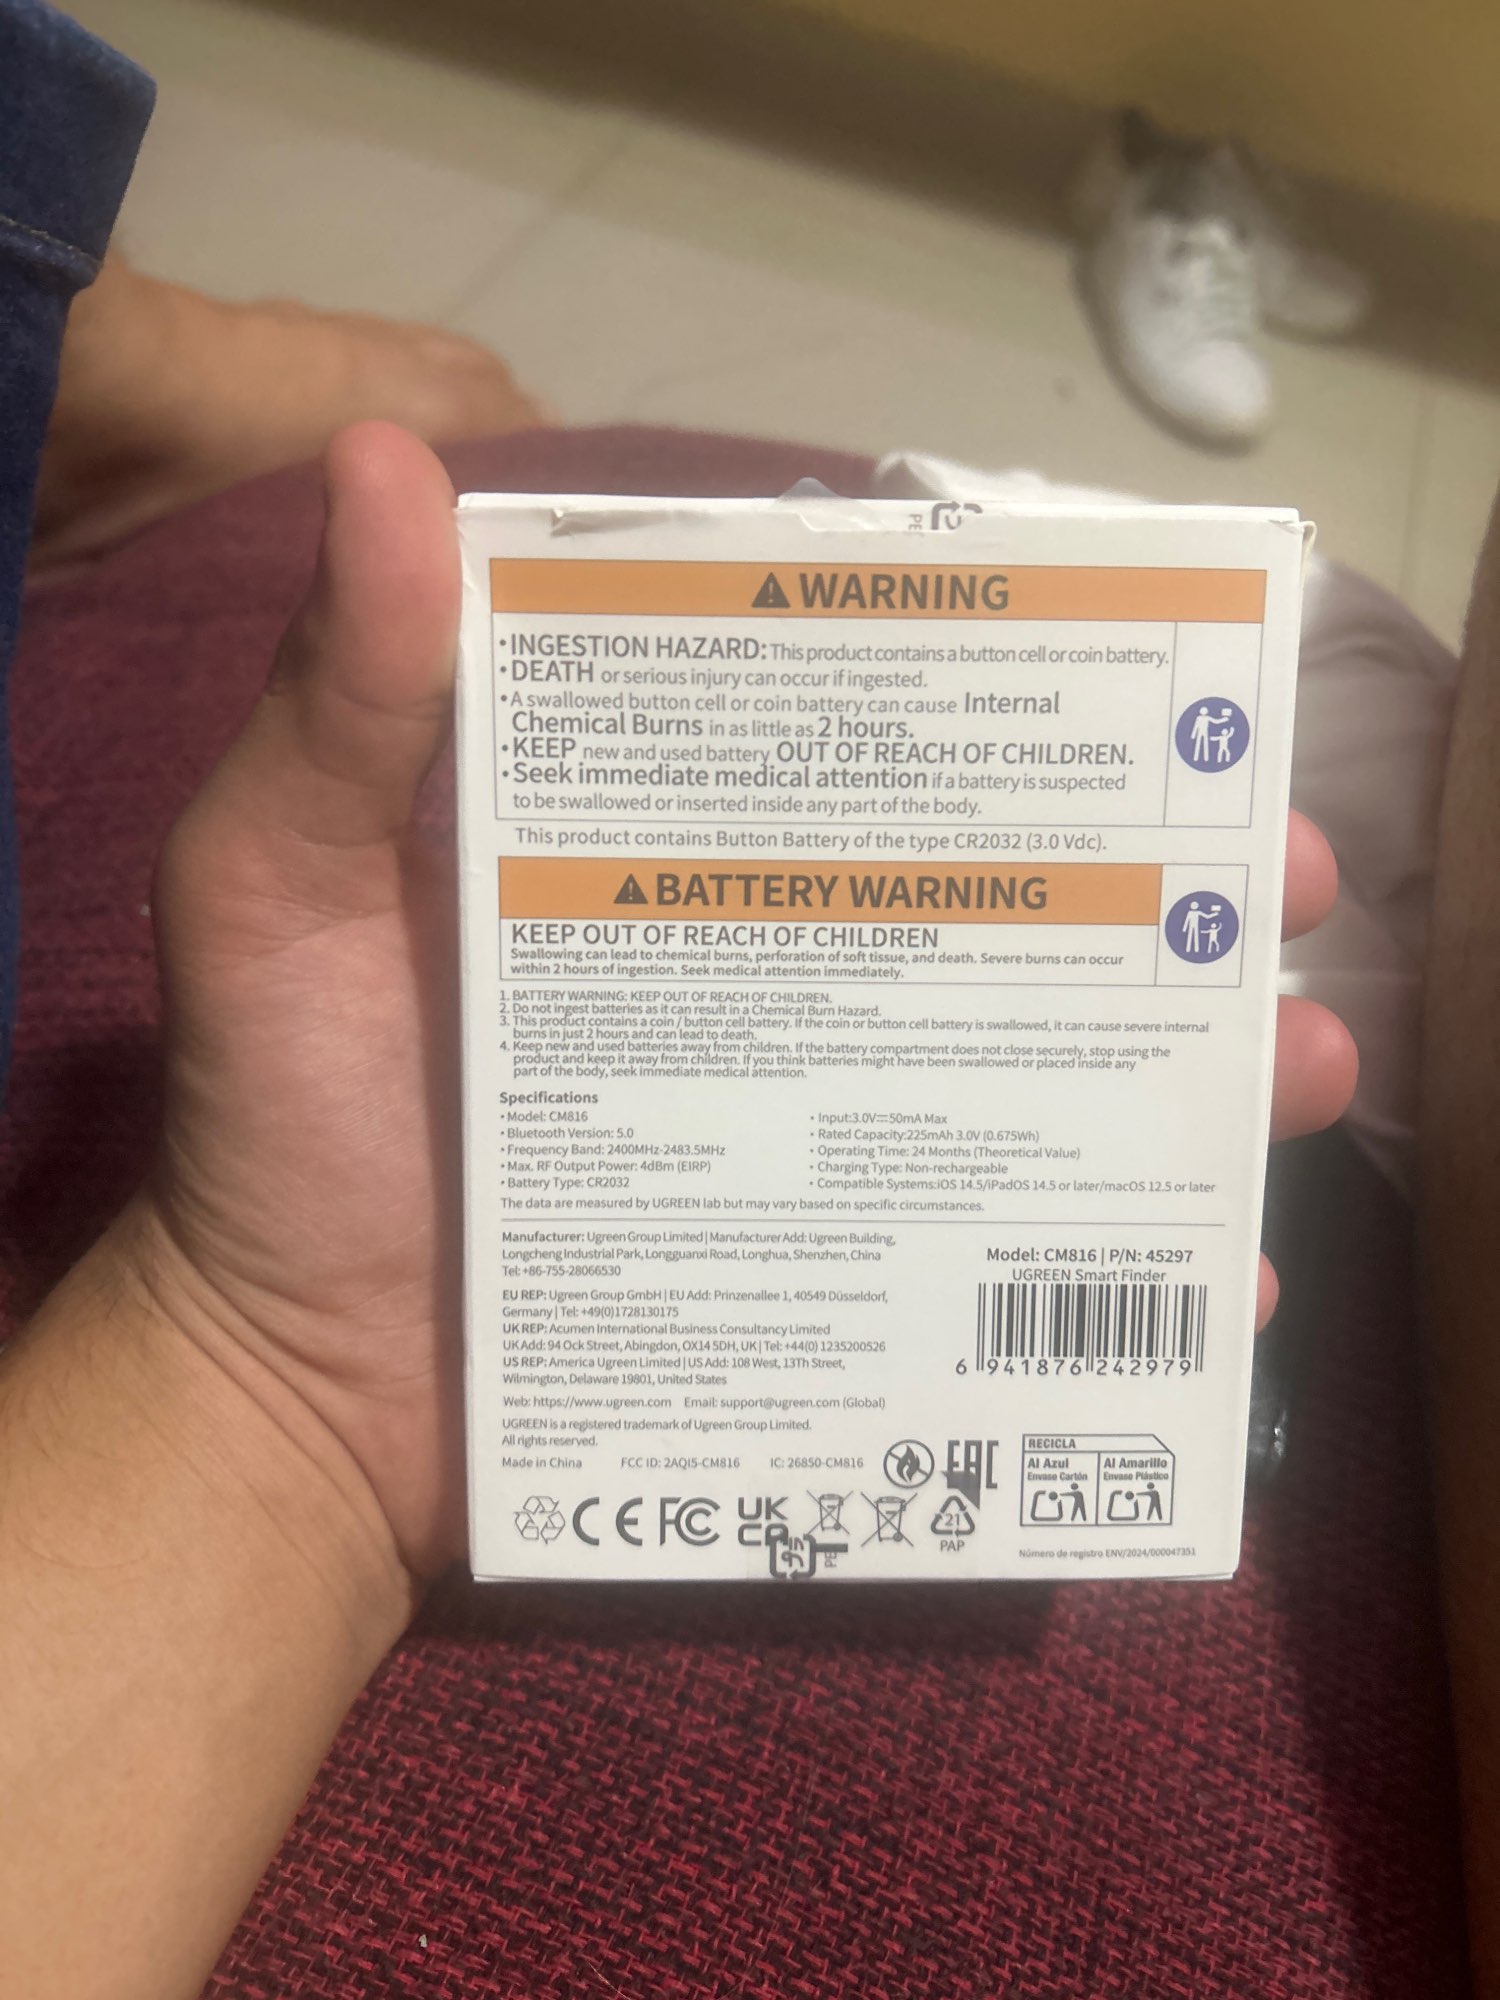 PE
WARNING
•INGESTION HAZARD: This product contains a button cell or coin battery.
•DEATH or serious injury can occur if ingested.
•A swallowed button cell or coin battery can cause Internal
Chemical Burns in as little as 2 hours.
•KEEP new and used battery OUT OF REACH OF CHILDREN.
•Seek immediate medical attention if a battery is suspected
to be swallowed or inserted inside any part of the body.
This product contains Button Battery of the type CR2032 (3.0 Vdc).
BATTERY WARNING
KEEP OUT OF REACH OF CHILDREN
Swallowing can lead to chemical burns, perforation of soft tissue, and death. Severe burns can occur
within 2 hours of ingestion. Seek medical attention immediately.
1. BATTERY WARNING: KEEP OUT OF REACH OF CHILDREN.
2. Do not ingest batteries as it can result in a Chemical Burn Hazard.
3. This product contains a coin / button cell battery. If the coin or button cell battery is swallowed, it can cause severe internal
burns in just 2 hours and can lead to death.
4. Keep new and used batteries away from children. If the battery compartment does not close securely, stop using the
product and keep it away from children. If you think batteries might have been swallowed or placed inside any
part of the body, seek immediate medical attention.
Specifications
• Model: CM816
• Bluetooth Version: 5.0
• Frequency Band: 2400MHz-2483.5MHz
• Max. RF Output Power: 4dBm (EIRP)
• Battery Type: CR2032
• Input:3.0V⎓50mA Max
• Rated Capacity:225mAh 3.0V (0.675Wh)
• Operating Time: 24 Months (Theoretical Value)
• Charging Type: Non-rechargeable
• Compatible Systems:iOS 14.5/iPadOS 14.5 or later/macOS 12.5 or later
The data are measured by UGREEN lab but may vary based on specific circumstances.
Manufacturer: Ugreen Group Limited | Manufacturer Add: Ugreen Building,
Longcheng Industrial Park, Longguanxi Road, Longhua, Shenzhen, China
Tel: +86-755-28066530
EU REP: Ugreen Group GmbH | EU Add: Prinzenallee 1, 40549 Düsseldorf,
Germany | Tel: +49(0)1728130175
UK REP: Acumen International Business Consultancy Limited
UK Add: 94 Ock Street, Abingdon, OX14 5DH, UK | Tel: +44(0) 1235200526
US REP: America Ugreen Limited | US Add: 108 West, 13Th Street,
Wilmington, Delaware 19801, United States
Web: https://www.ugreen.com Email: support@ugreen.com (Global)
UGREEN is a registered trademark of Ugreen Group Limited.
All rights reserved.
Made in China FCC ID: 2AQI5-CM816 IC: 26850-CM816
Model: CM816 | P/N: 45297
UGREEN Smart Finder
6 941876 242979
EAC
CE FC UK
CA
21
PAP
PE
RECICLA
Al Azul
Envase Cartón
Al Amarillo
Envase Plástico
Número de registro ENV/2024/000047351